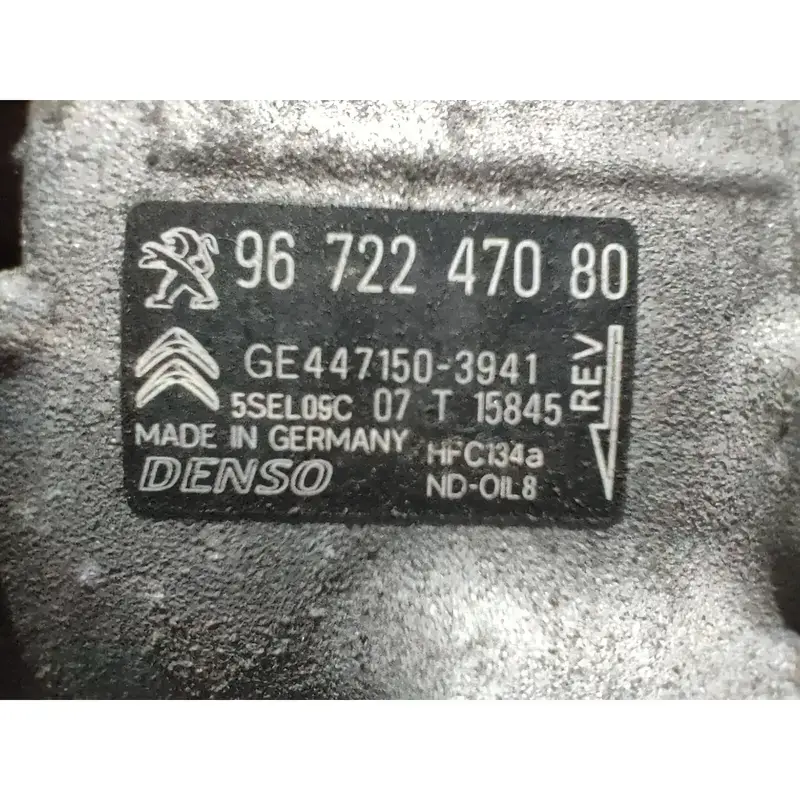 96 722 470 80
GE447150-3941
5SEL09C 07 T 15845
MADE IN GERMANY HFC134a
DENSO ND-OIL8
REV